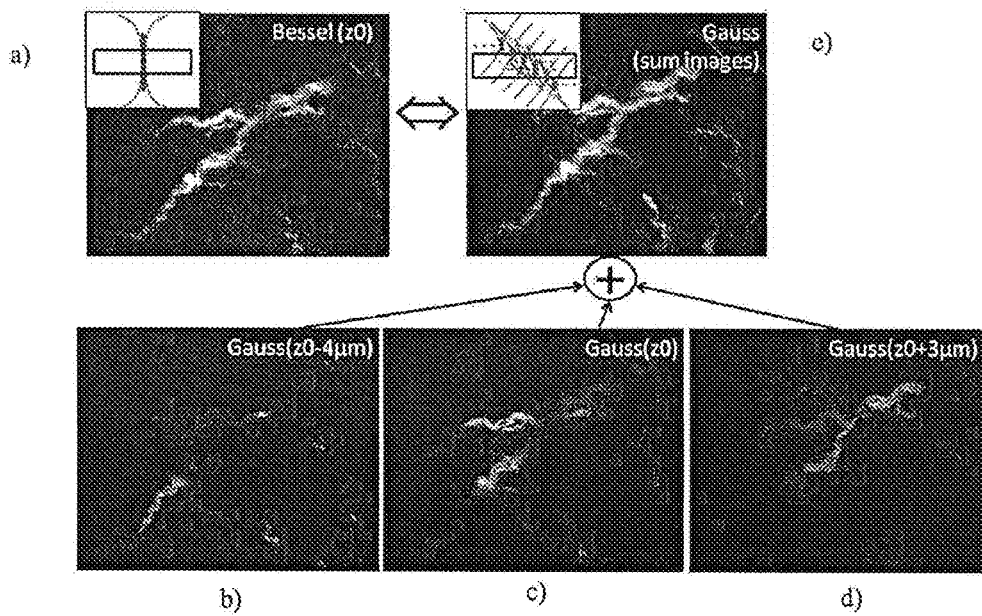 a)
Bessel (z0)
Gauss
(sum images)
e)
+
Gauss(z0-4μm)
Gauss(z0)
Gauss(z0+3μm)
b)
c)
d)